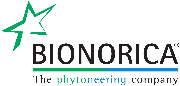 BIONORICA®
The phytoneering company